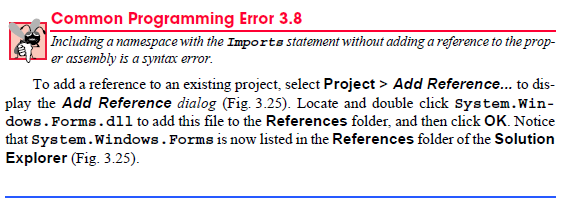 Common Programming Error 3.8
Including a namespace with the Imports statement without adding a reference to the prop-
er assembly is a syntax error.
To add a reference to an existing project, select Project > Add Reference... to dis-
play the Add Reference dialog (Fig. 3.25). Locate and double click System.Win-
dows.Forms.dll to add this file to the References folder, and then click OK. Notice
that System.Windows.Forms is now listed in the References folder of the Solution
Explorer (Fig. 3.25).